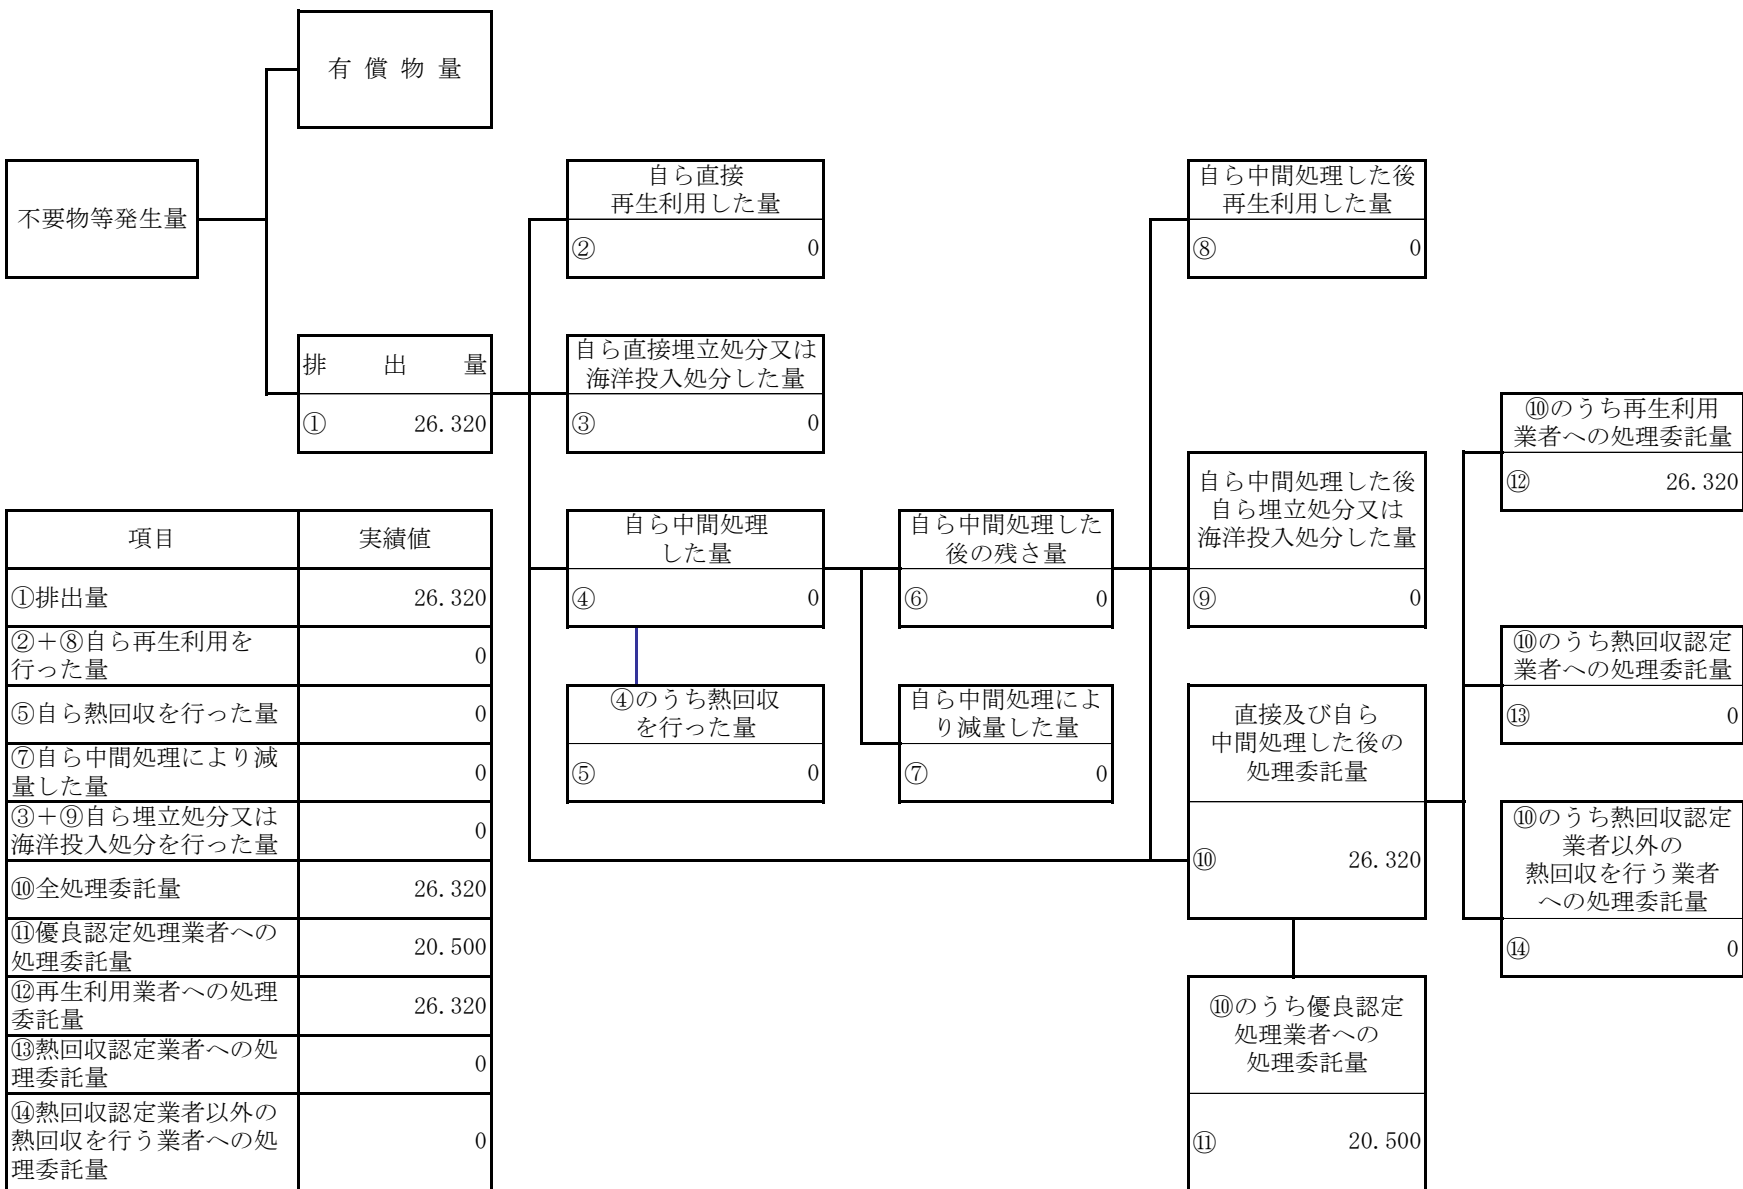 有償物量
不要物等発生量
自ら直接
再生利用した量
② 0
自ら中間処理した後
再生利用した量
⑧ 0
排出量
① 26.320
自ら直接埋立処分又は
海洋投入処分した量
③ 0
⑩のうち再生利用
業者への処理委託量
⑫ 26.320
自ら中間処理した後
自ら埋立処分又は
海洋投入処分した量
⑨ 0
自ら中間処理
した量
④ 0
自ら中間処理した
後の残さ量
⑥ 0
⑩のうち熱回収認定
業者への処理委託量
⑬ 0
④のうち熱回収
を行った量
⑤ 0
自ら中間処理によ
り減量した量
⑦ 0
直接及び自ら
中間処理した後の
処理委託量
⑩ 26.320
⑩のうち熱回収認定
業者以外の
熱回収を行う業者
への処理委託量
⑭ 0
⑩のうち優良認定
処理業者への
処理委託量
⑪ 20.500
項目 実績値
①排出量 26.320
②+⑧自ら再生利用を
行った量 0
⑤自ら熱回収を行った量 0
⑦自ら中間処理により減
量した量 0
③+⑨自ら埋立処分又は
海洋投入処分を行った量 0
⑩全処理委託量 26.320
⑪優良認定処理業者への
処理委託量 20.500
⑫再生利用業者への処理
委託量 26.320
⑬熱回収認定業者への処
理委託量 0
⑭熱回収認定業者以外の
熱回収を行う業者への処
理委託量 0